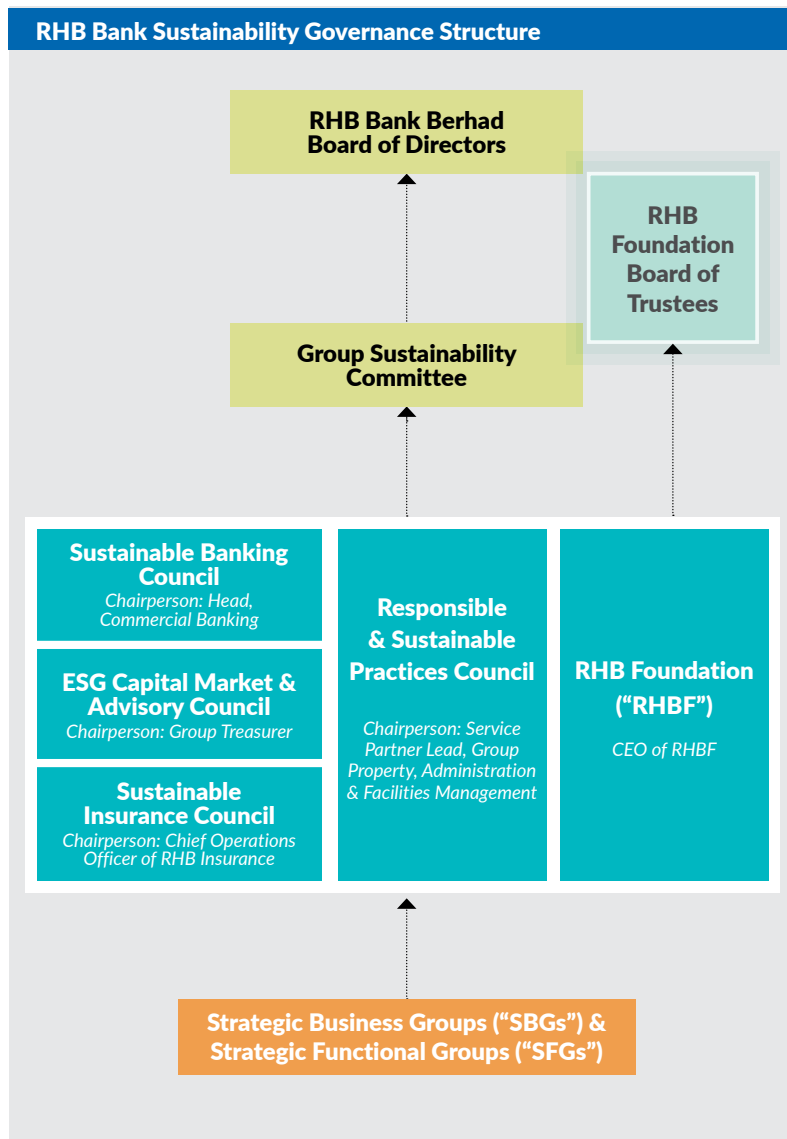 RHB Bank Sustainability Governance Structure
RHB Bank Berhad
Board of Directors
RHB
Foundation
Board of
Trustees
Group Sustainability
Committee
Sustainable Banking
Council
Chairperson: Head,
Commercial Banking
ESG Capital Market &
Advisory Council
Chairperson: Group Treasurer
Sustainable
Insurance Council
Chairperson: Chief Operations
Officer of RHB Insurance
Responsible
& Sustainable
Practices Council
Chairperson: Service
Partner Lead, Group
Property, Administration
& Facilities Management
RHB Foundation
(“RHBF”)
CEO of RHBF
Strategic Business Groups (“SBGs”) &
Strategic Functional Groups (“SFGs”)